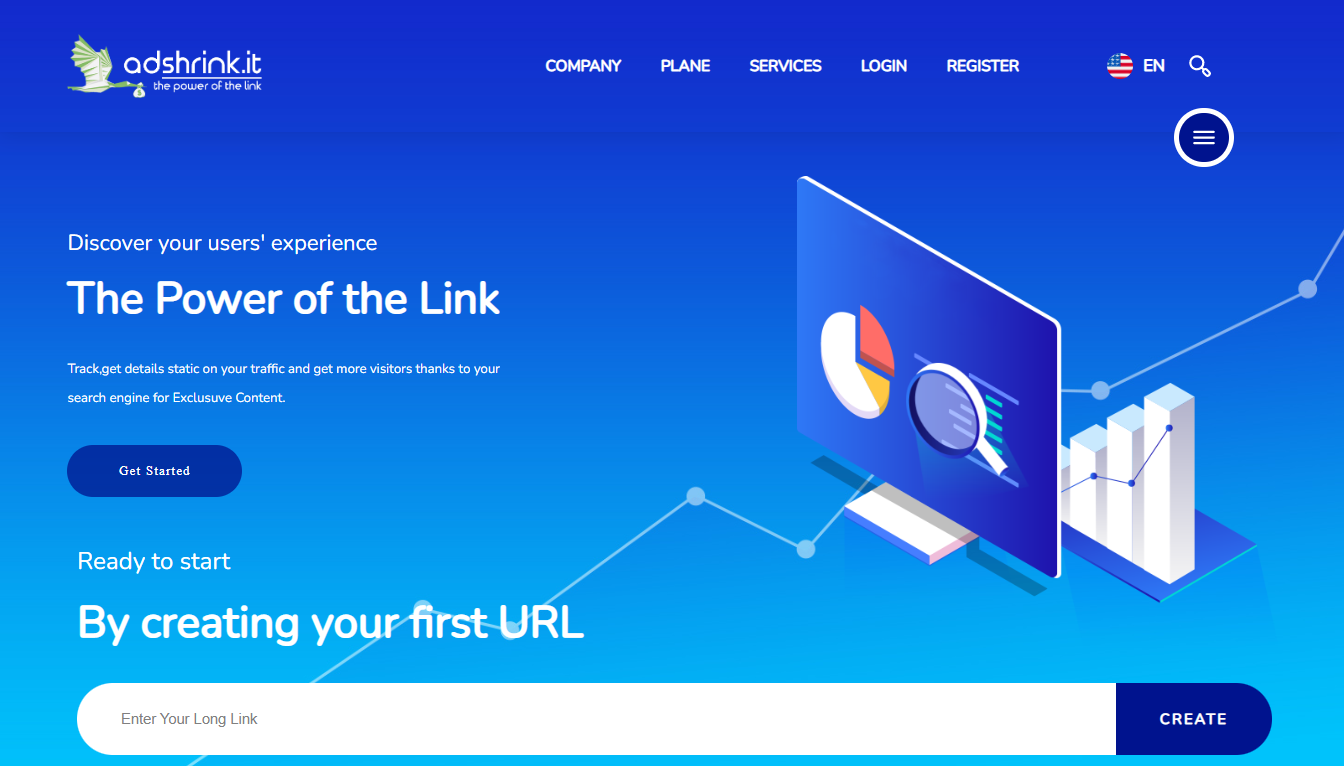 adshrink.it
the power of the link
COMPANY PLANE SERVICES LOGIN REGISTER EN
Discover your users' experience
The Power of the Link
Track,get details static on your traffic and get more visitors thanks to your
search engine for Exclusuve Content.
Get Started
Ready to start
By creating your first URL
Enter Your Long Link CREATE